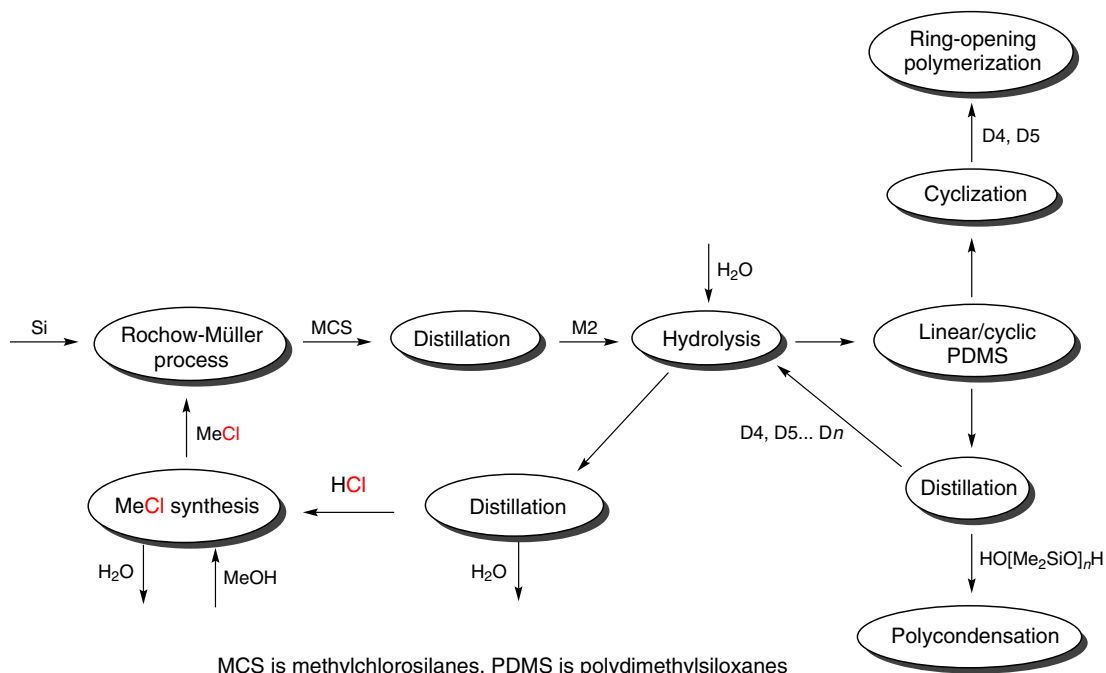 Ring-opening
polymerization
D4, D5
Cyclization
H₂O
Si
Rochow-Müller
process
MCS
Distillation
M2
Hydrolysis
Linear/cyclic
PDMS
MeCl
D4, D5... Dn
MeCl synthesis
HCl
Distillation
Distillation
H₂O
MeOH
H₂O
HO[Me₂SiO]ₙH
Polycondensation
MCS is methylchlorosilanes, PDMS is polydimethylsiloxanes